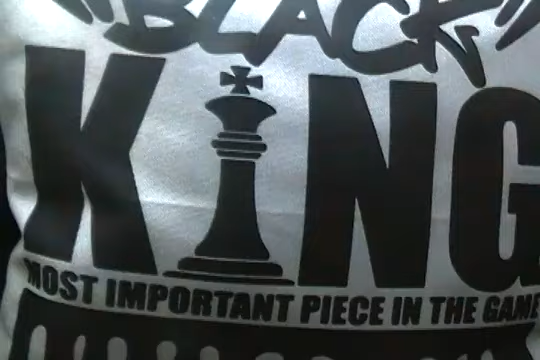 BLACK
KING
MOST IMPORTANT PIECE IN THE GAME